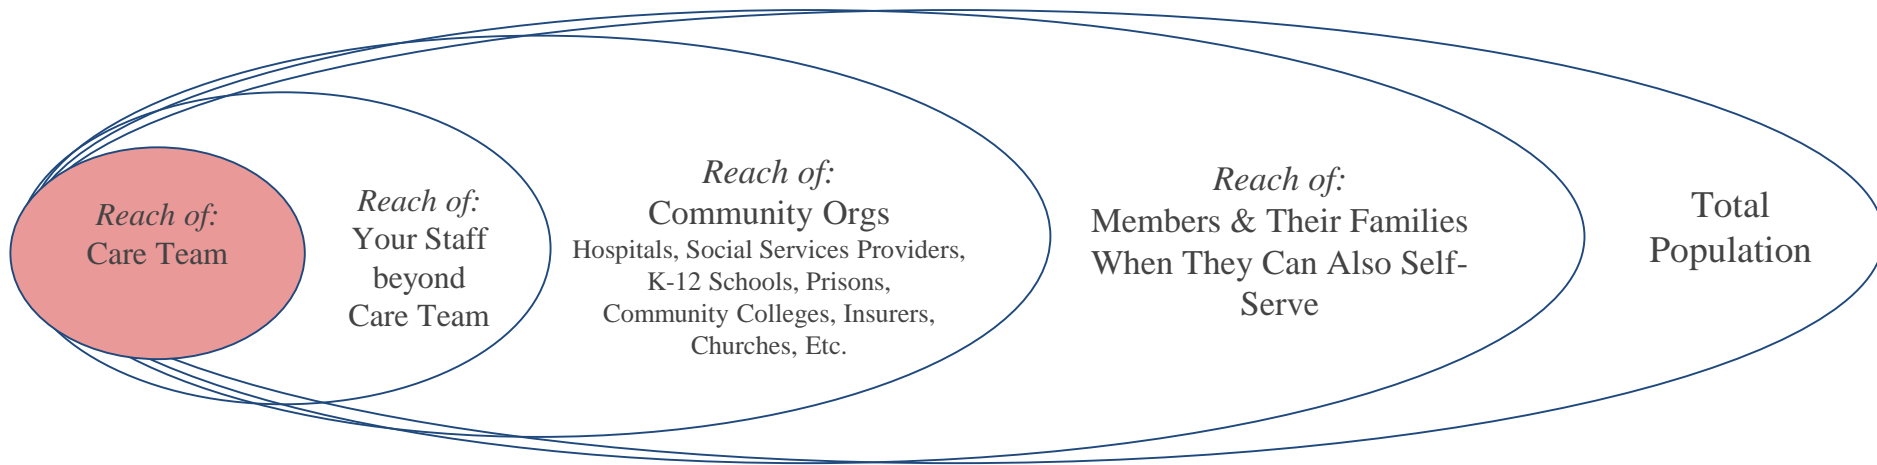 Reach of:
Care Team
Reach of:
Your Staff
beyond
Care Team
Reach of:
Community Orgs
Hospitals, Social Services Providers,
K-12 Schools, Prisons,
Community Colleges, Insurers,
Churches, Etc.
Reach of:
Members & Their Families
When They Can Also Self-
Serve
Total
Population